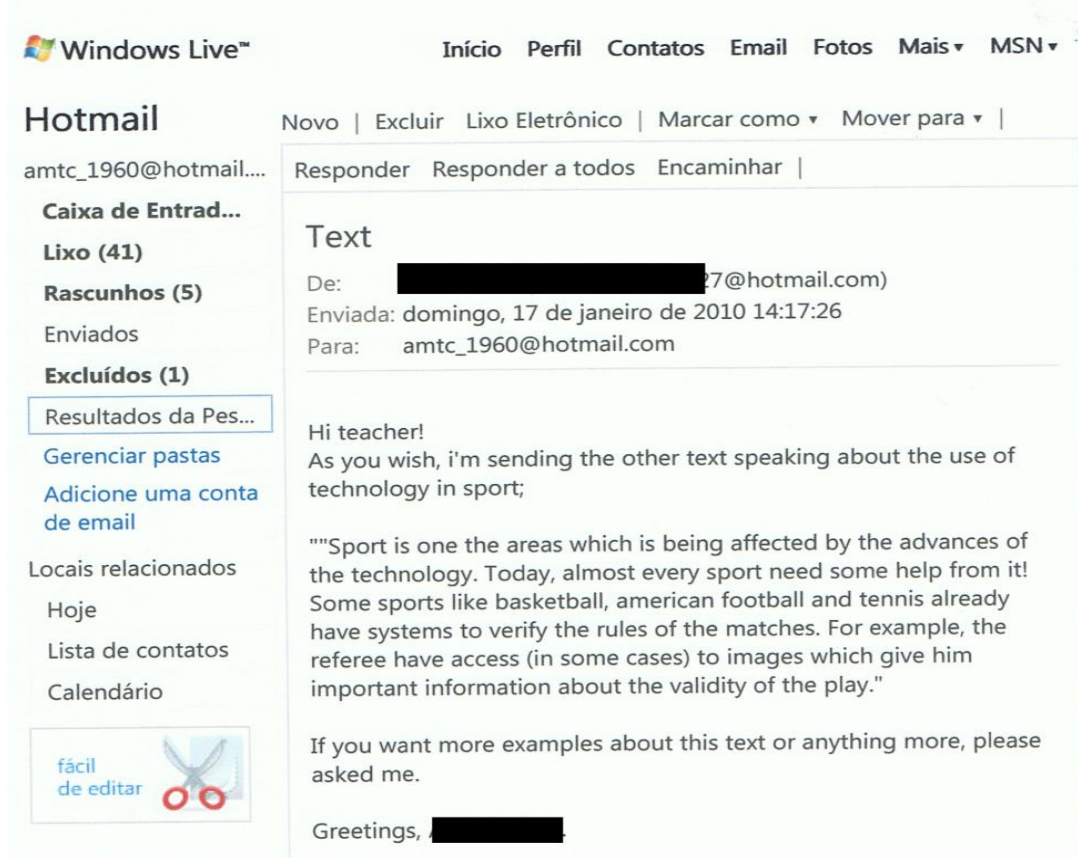 Windows Live™
Início Perfil Contatos Email Fotos Mais ▾ MSN ▾
Hotmail
Novo | Excluir Lixo Eletrônico | Marcar como ▾ Mover para ▾ |
amtc_1960@hotmail....
Responder Responder a todos Encaminhar |
Caixa de Entrad...
Lixo (41)
Rascunhos (5)
Enviados
Excluídos (1)
Resultados da Pes...
Gerenciar pastas
Adicione uma conta
de email
Locais relacionados
Hoje
Lista de contatos
Calendário
fácil
de editar
Text
De: 27@hotmail.com)
Enviada: domingo, 17 de janeiro de 2010 14:17:26
Para: amtc_1960@hotmail.com
Hi teacher!
As you wish, i'm sending the other text speaking about the use of
technology in sport;
""Sport is one the areas which is being affected by the advances of
the technology. Today, almost every sport need some help from it!
Some sports like basketball, american football and tennis already
have systems to verify the rules of the matches. For example, the
referee have access (in some cases) to images which give him
important information about the validity of the play."
If you want more examples about this text or anything more, please
asked me.
Greetings,